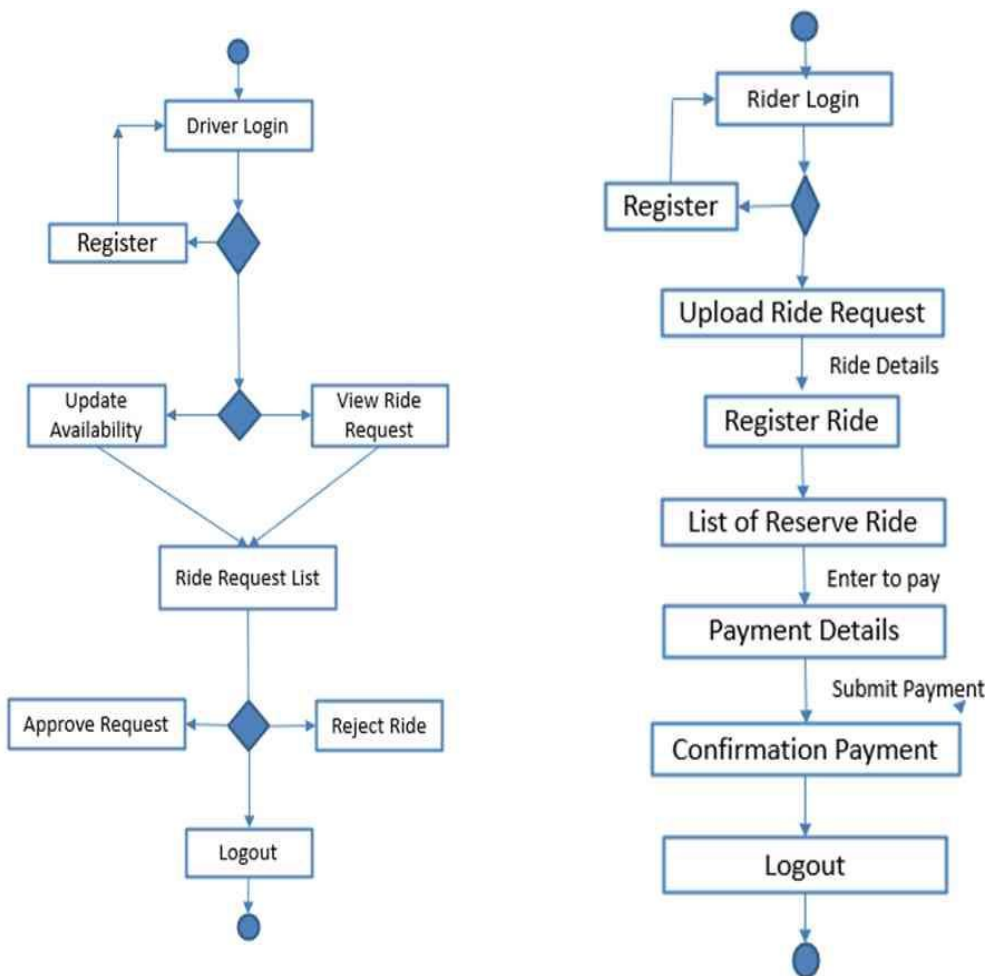 Driver Login
Register
Update
Availability
View Ride
Request
Ride Request List
Approve Request
Reject Ride
Logout
Rider Login
Register
Upload Ride Request
Ride Details
Register Ride
List of Reserve Ride
Enter to pay
Payment Details
Submit Payment
Confirmation Payment
Logout